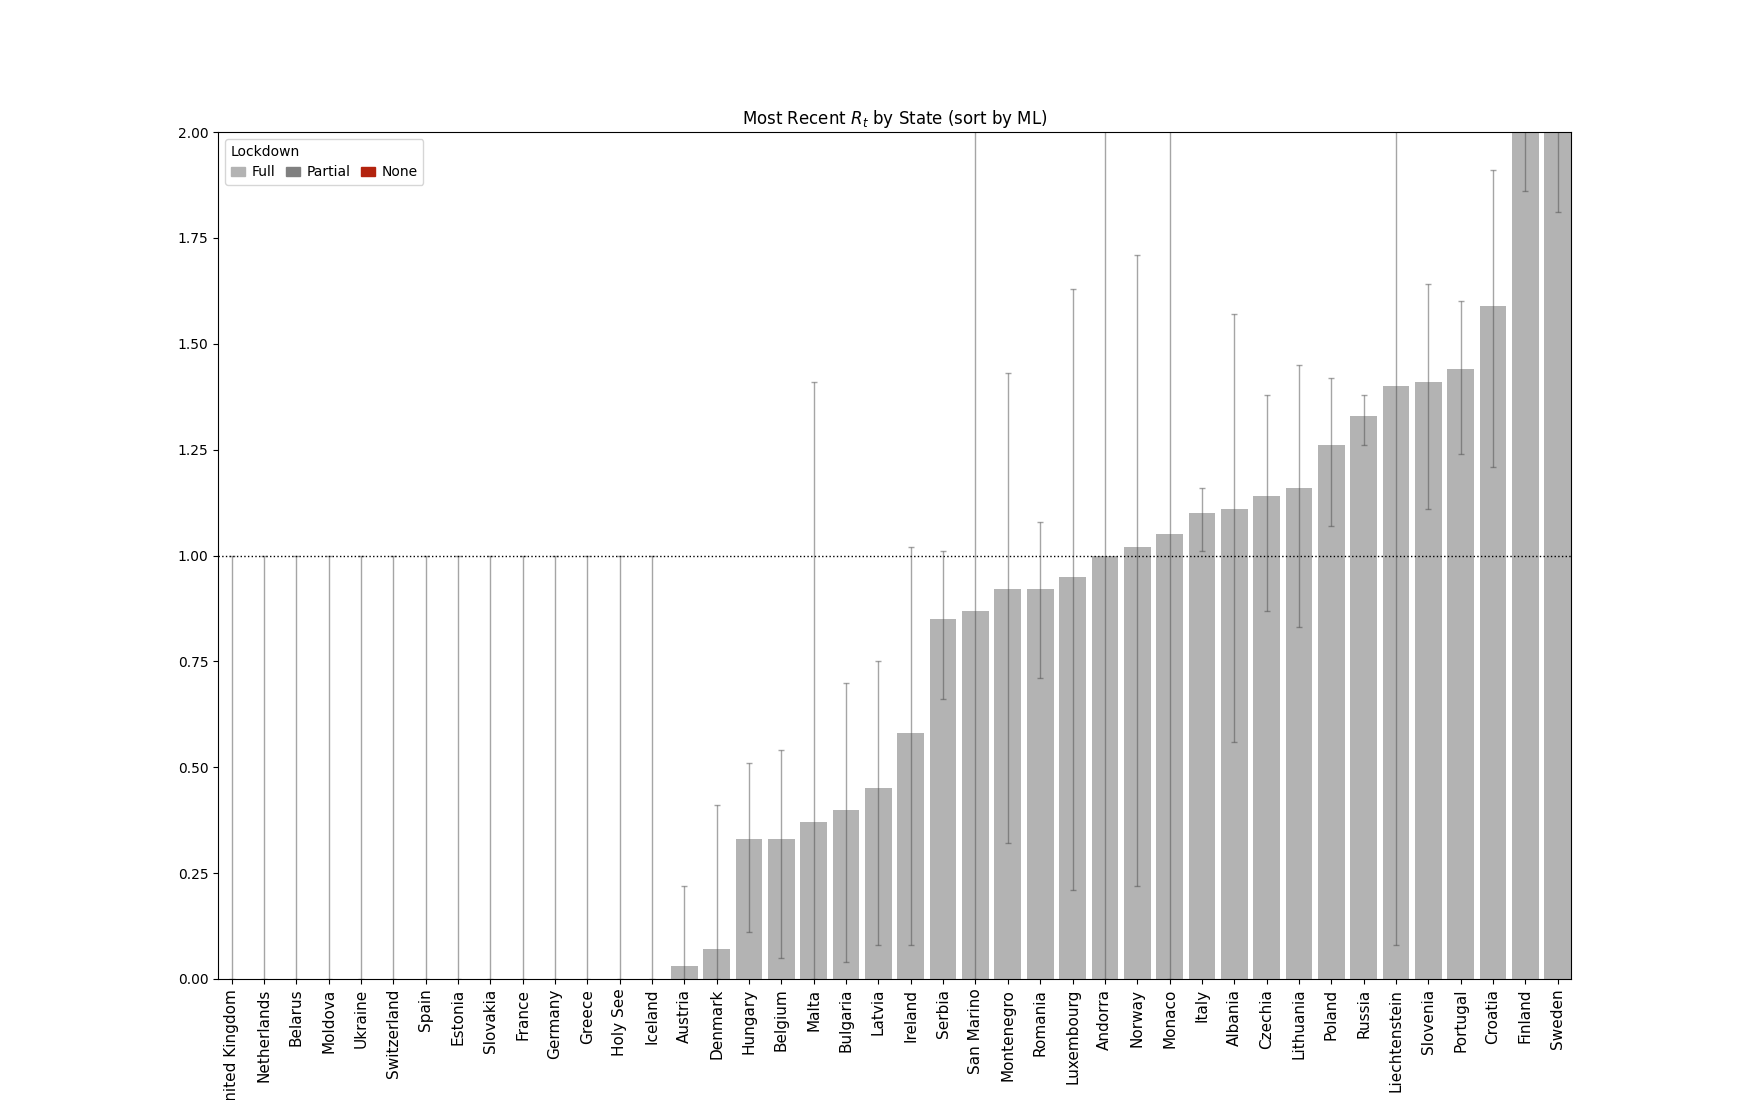 Most Recent R_t by State (sort by ML)
2.00
1.75
1.50
1.25
1.00
0.75
0.50
0.25
0.00
Lockdown
Full Partial None
nited Kingdom
Netherlands
Belarus
Moldova
Ukraine
Switzerland
Spain
Estonia
Slovakia
France
Germany
Greece
Holy See
Iceland
Austria
Denmark
Hungary
Belgium
Malta
Bulgaria
Latvia
Ireland
Serbia
San Marino
Montenegro
Romania
Luxembourg
Andorra
Norway
Monaco
Italy
Albania
Czechia
Lithuania
Poland
Russia
Liechtenstein
Slovenia
Portugal
Croatia
Finland
Sweden